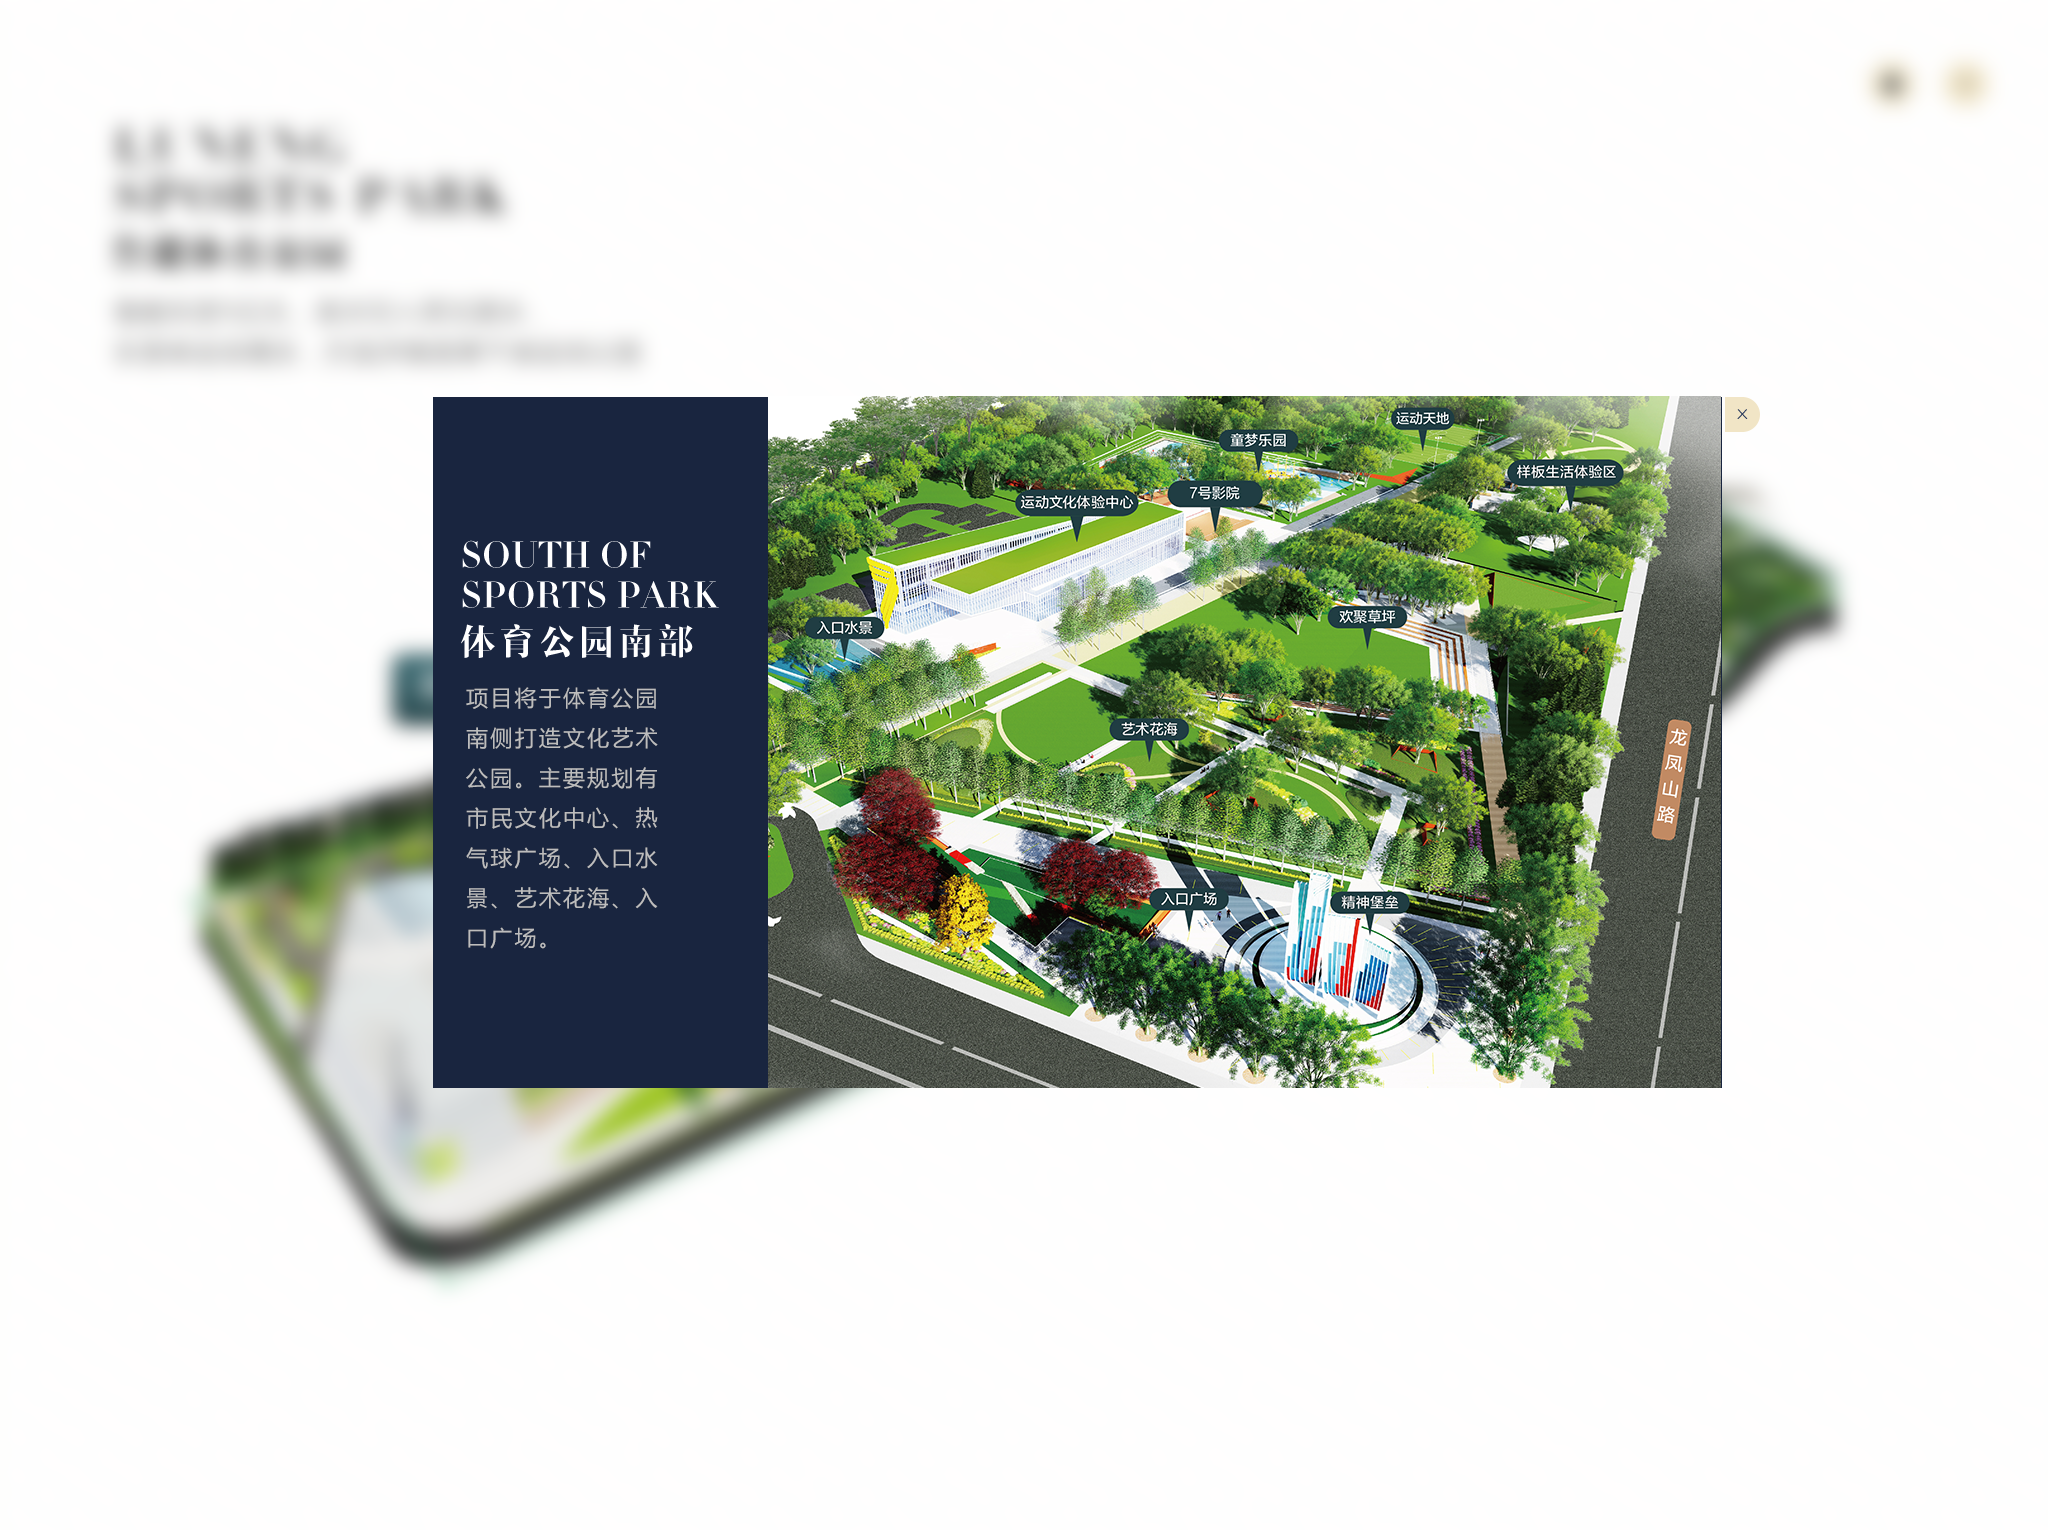 LUNENG
SPORTS PARK
SOUTH OF
SPORTS PARK
体育公园南部
项目将于体育公园
南侧打造文化艺术
公园。主要规划有
市民文化中心、热
气球广场、入口水
景、艺术花海、入
口广场。
运动天地
童梦乐园
样板生活体验区
7号影院
运动文化体验中心
欢聚草坪
入口水景
艺术花海
龙凤山路
入口广场
精神堡垒
×